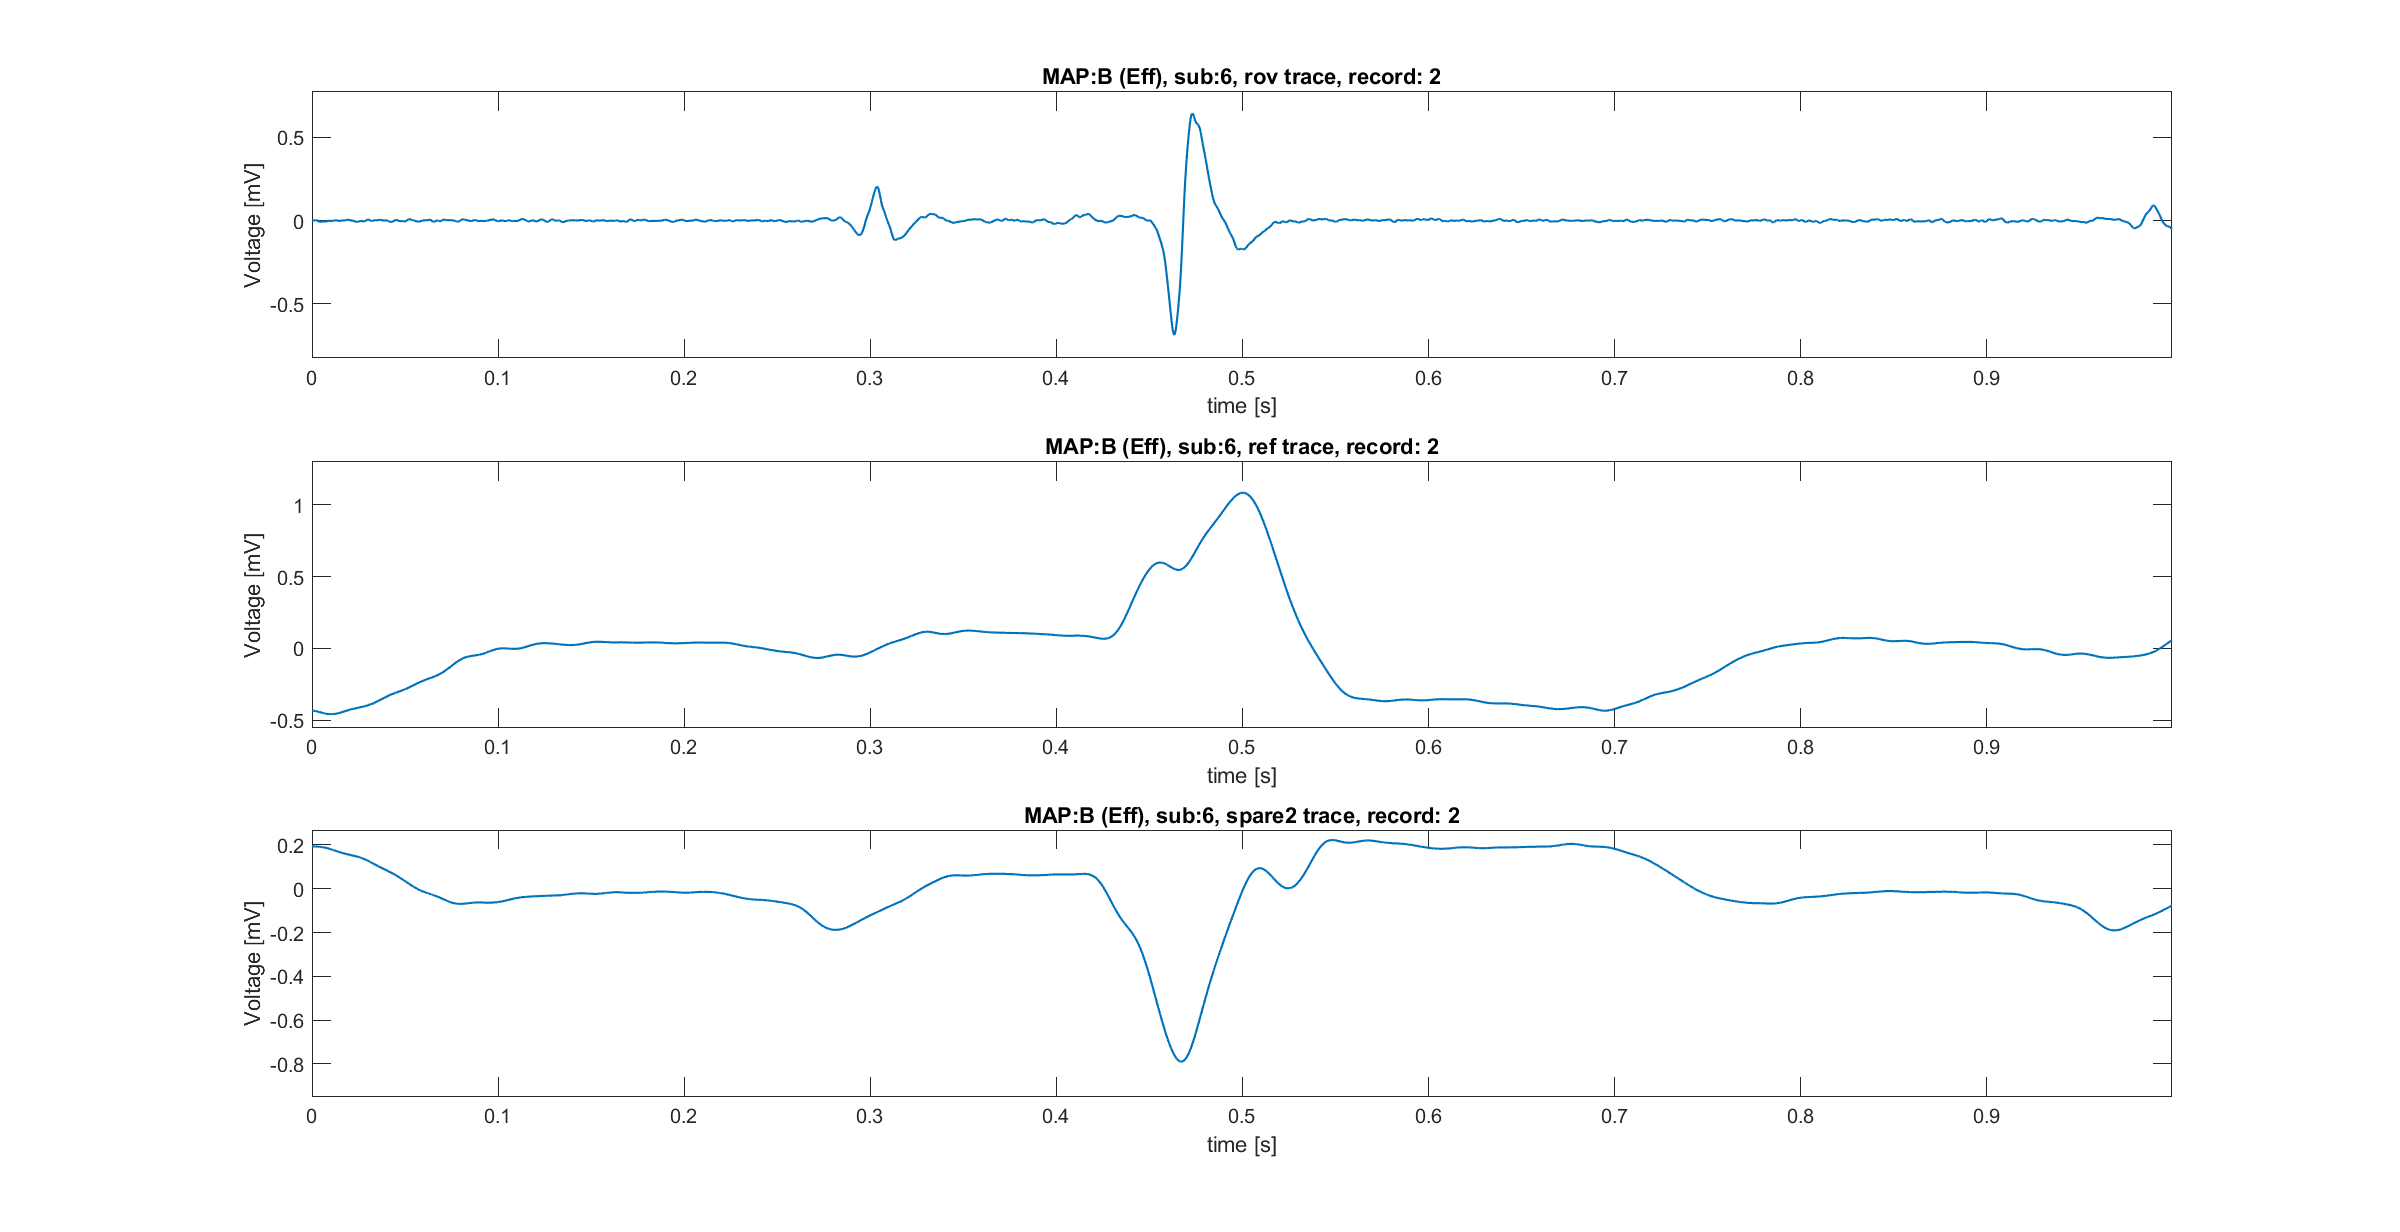 MAP:B (Eff), sub:6, rov trace, record: 2
Voltage [mV]
0.5
0
-0.5
0 0.1 0.2 0.3 0.4 0.5 0.6 0.7 0.8 0.9
time [s]
MAP:B (Eff), sub:6, ref trace, record: 2
Voltage [mV]
1
0.5
0
-0.5
0 0.1 0.2 0.3 0.4 0.5 0.6 0.7 0.8 0.9
time [s]
MAP:B (Eff), sub:6, spare2 trace, record: 2
Voltage [mV]
0.2
0
-0.2
-0.4
-0.6
-0.8
0 0.1 0.2 0.3 0.4 0.5 0.6 0.7 0.8 0.9
time [s]